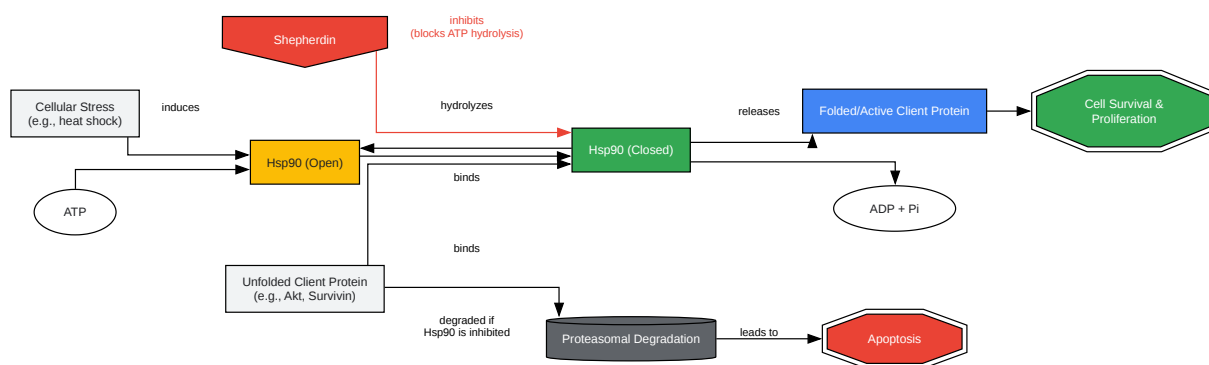 inhibits
(blocks ATP hydrolysis)
Shepherdin
Cellular Stress
(e.g., heat shock)
induces
hydrolyzes
releases
Folded/Active Client Protein
Cell Survival &
Proliferation
Hsp90 (Open)
Hsp90 (Closed)
binds
ATP
ADP + Pi
binds
Unfolded Client Protein
(e.g., Akt, Survivin)
degraded if
Hsp90 is inhibited
Proteasomal Degradation
leads to
Apoptosis